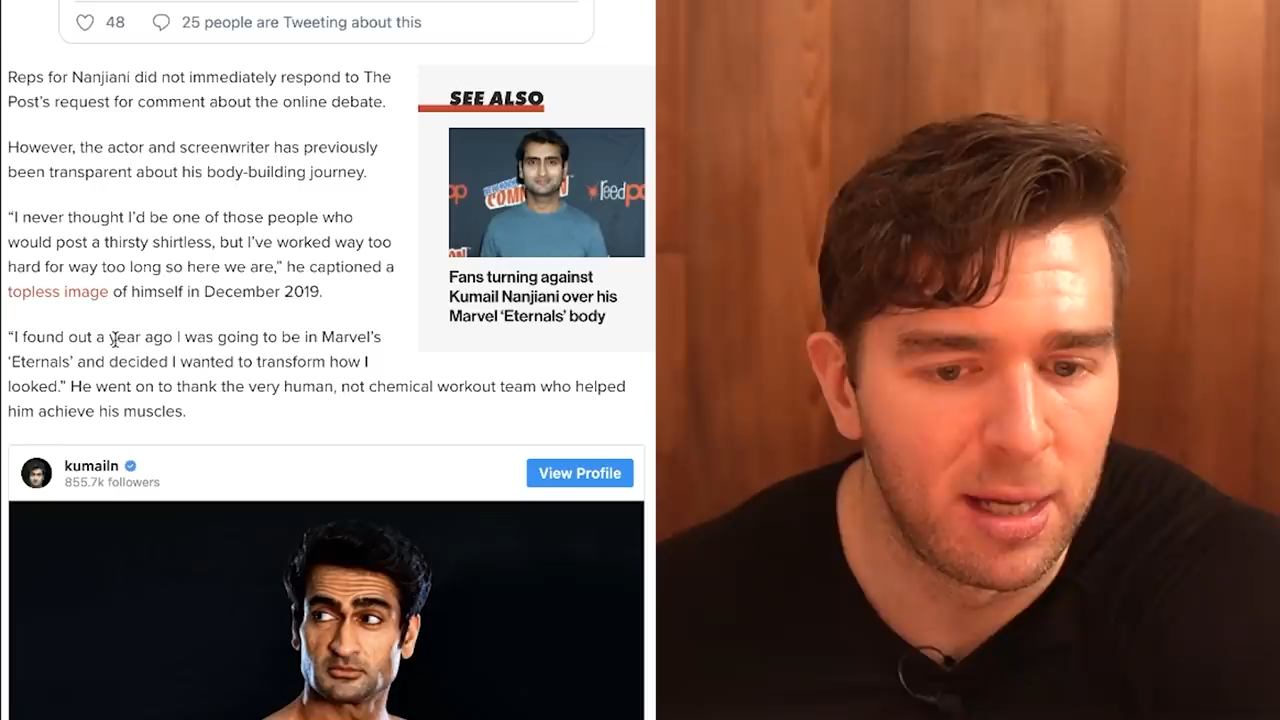 48 25 people are Tweeting about this
Reps for Nanjiani did not immediately respond to The
Post’s request for comment about the online debate.
However, the actor and screenwriter has previously
been transparent about his body-building journey.
“I never thought I’d be one of those people who
would post a thirsty shirtless, but I’ve worked way too
hard for way too long so here we are,” he captioned a
topless image of himself in December 2019.
“I found out a year ago I was going to be in Marvel’s
‘Eternals’ and decided I wanted to transform how I
looked.” He went on to thank the very human, not chemical workout team who helped
him achieve his muscles.
SEE ALSO
Fans turning against
Kumail Nanjiani over his
Marvel ‘Eternals’ body
kumailn
855.7k followers
View Profile